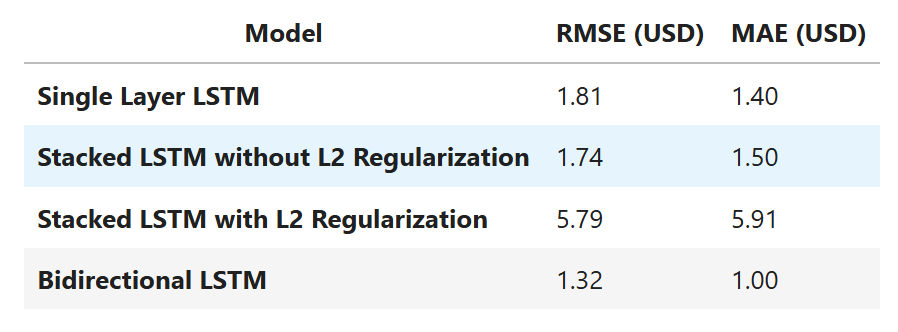 Model RMSE (USD) MAE (USD)
Single Layer LSTM 1.81 1.40
Stacked LSTM without L2 Regularization 1.74 1.50
Stacked LSTM with L2 Regularization 5.79 5.91
Bidirectional LSTM 1.32 1.00